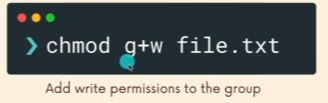 ❯ chmod g+w file.txt
Add write permissions to the group